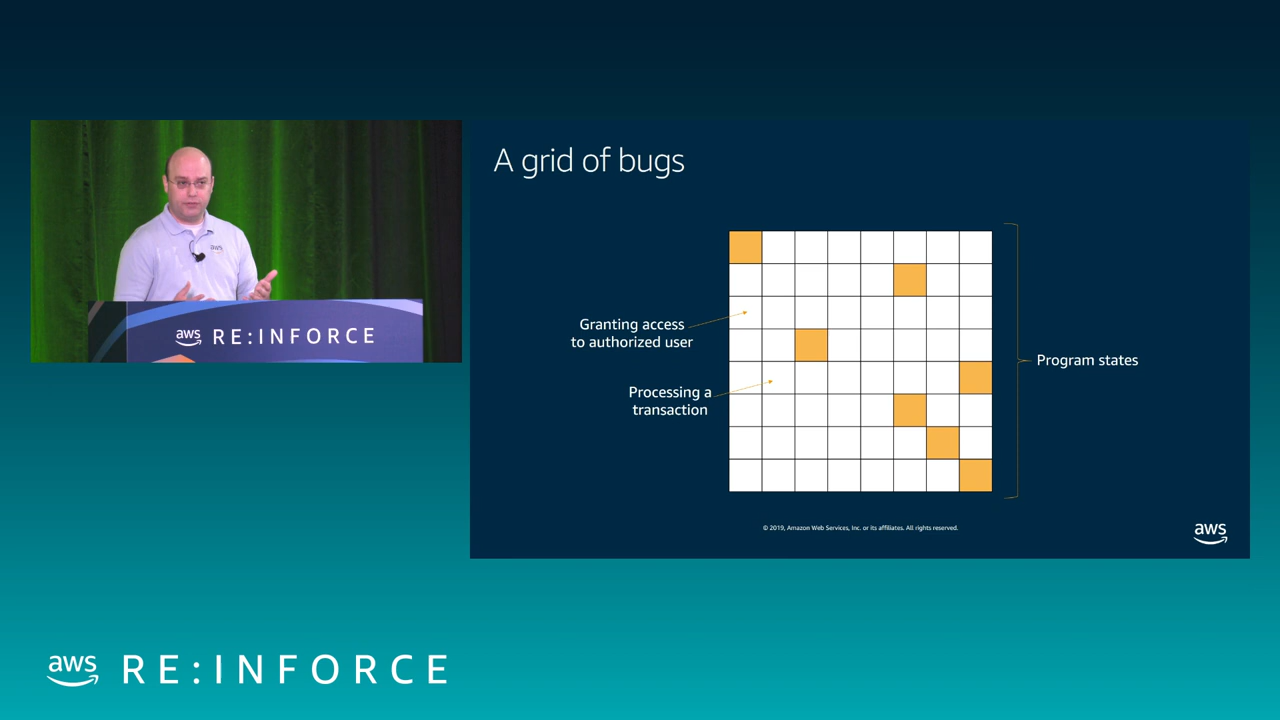 A grid of bugs
Granting access
to authorized user
Processing a
transaction
Program states
© 2019, Amazon Web Services, Inc. or its affiliates. All rights reserved.
aws
aws
aws RE:INFORCE
aws RE:INFORCE